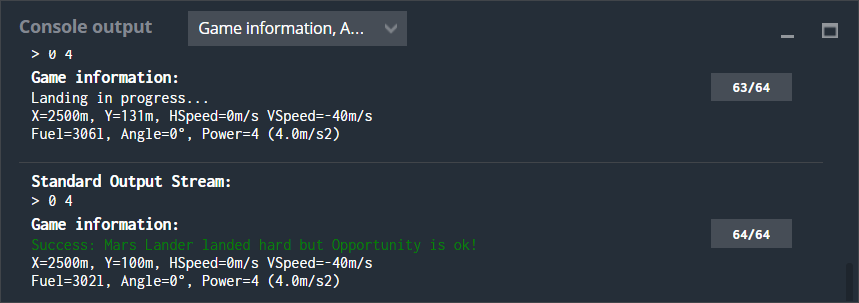 Console output
Game information, A...
> 0 4
Game information:
63/64
Landing in progress...
X=2500m, Y=131m, HSpeed=0m/s VSpeed=-40m/s
Fuel=306l, Angle=0°, Power=4 (4.0m/s2)
Standard Output Stream:
> 0 4
Game information:
64/64
Success: Mars Lander landed hard but Opportunity is ok!
X=2500m, Y=100m, HSpeed=0m/s VSpeed=-40m/s
Fuel=302l, Angle=0°, Power=4 (4.0m/s2)